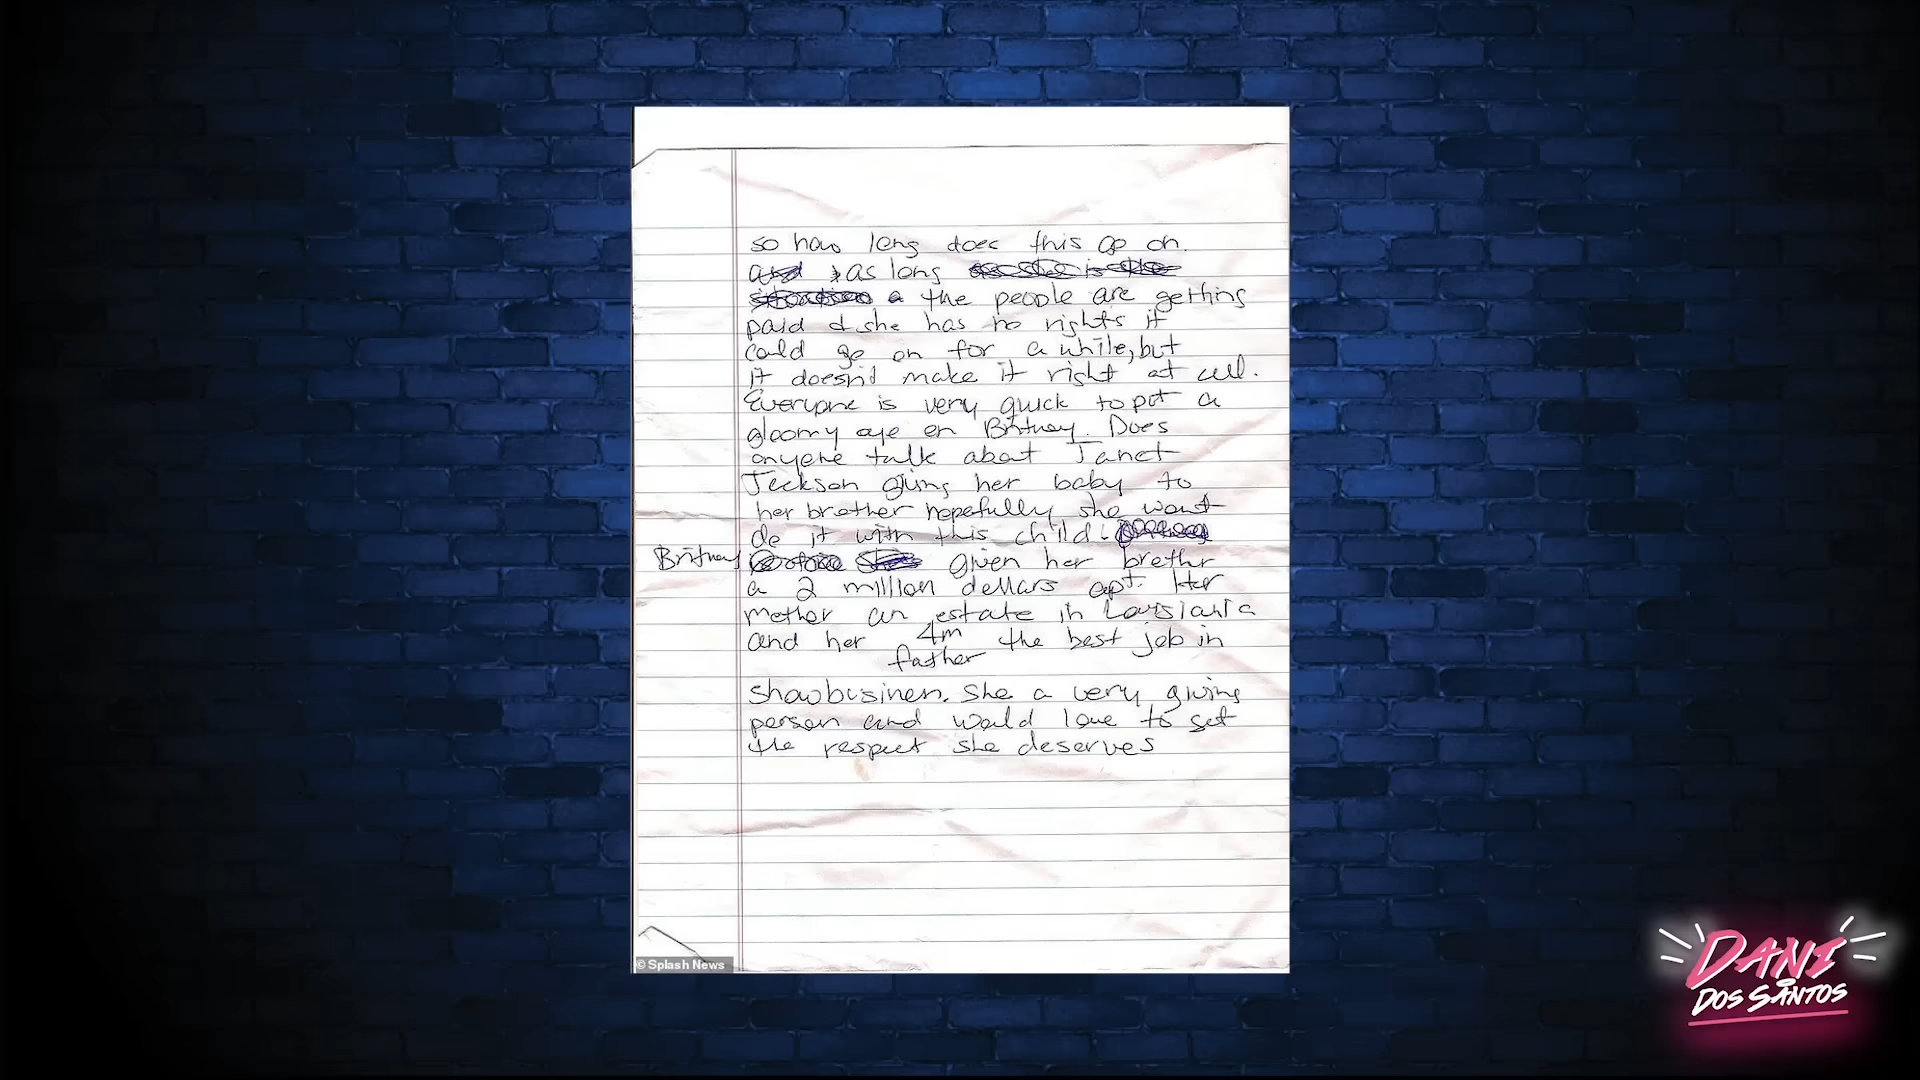 so how long does this go on.
and as long
a the people are getting
paid & she has no rights it
could go on for a while, but
it doesn't make it right at all.
Everyone is very quick to put a
gloomy eye on Britney. Does
anyone talk about Janet
Jeckson giving her baby to
her brother hopefully she wont
do it with this child.
Britney given her brother
a 2 million dollars apt. Her
mother an estate in Louisiania
and her 4m the best job in
father
showbusiness. She a very giving
person and would love to get
the respect she deserves
© Splash News
DANI
DOS SANTOS